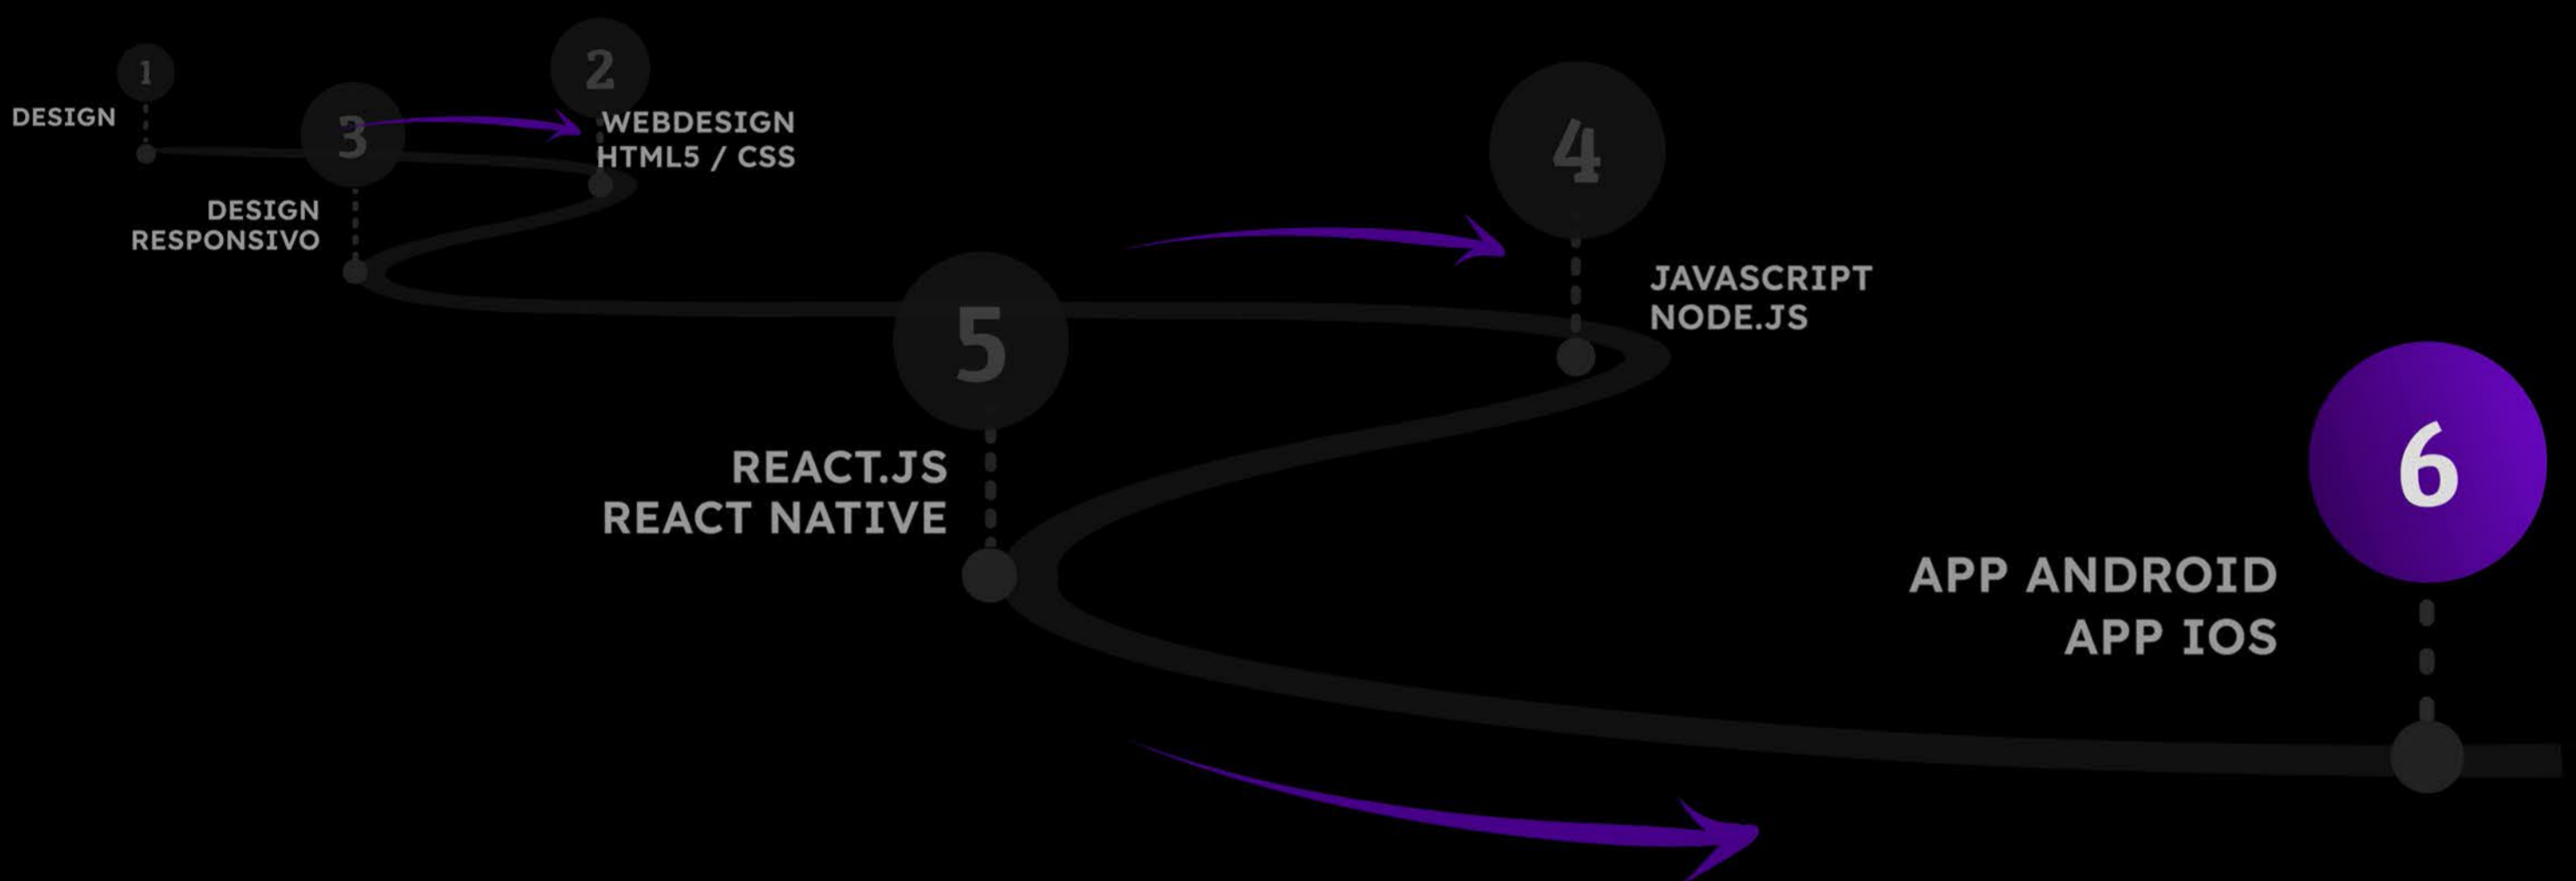 1
DESIGN
2
WEBDESIGN
HTML5 / CSS
3
DESIGN
RESPONSIVO
4
JAVASCRIPT
NODE.JS
5
REACT.JS
REACT NATIVE
6
APP ANDROID
APP IOS